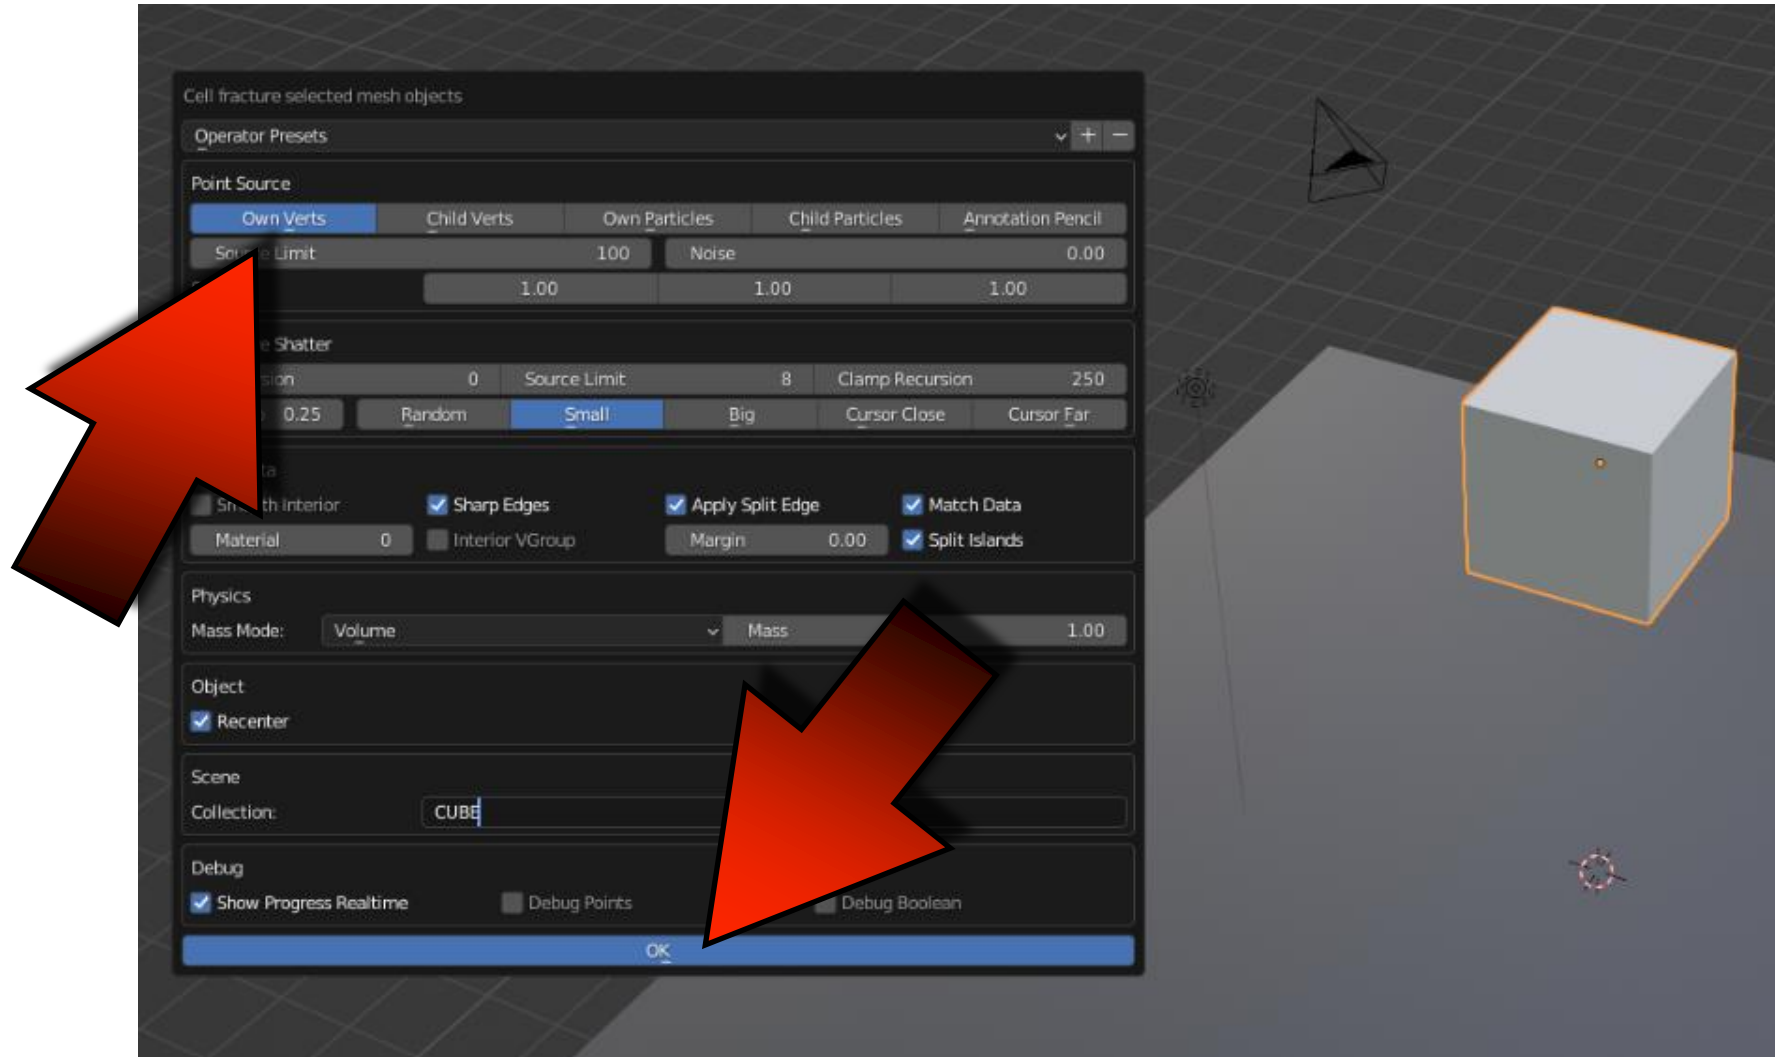 Cell fracture selected mesh objects
Operator Presets
Point Source
Own Verts Child Verts Own Particles Child Particles Annotation Pencil
Limit 100 Noise 0.00
1.00 1.00 1.00
Shatter
0 Source Limit 8 Clamp Recursion 250
0.25 Random Small Big Cursor Close Cursor Far
Interior Sharp Edges Apply Split Edge Match Data
Material 0 Interior VGroup Margin 0.00 Split Islands
Physics
Mass Mode: Volume Mass 1.00
Object
Recenter
Scene
Collection: CUBE
Debug
Show Progress Realtime Debug Points Debug Boolean
OK